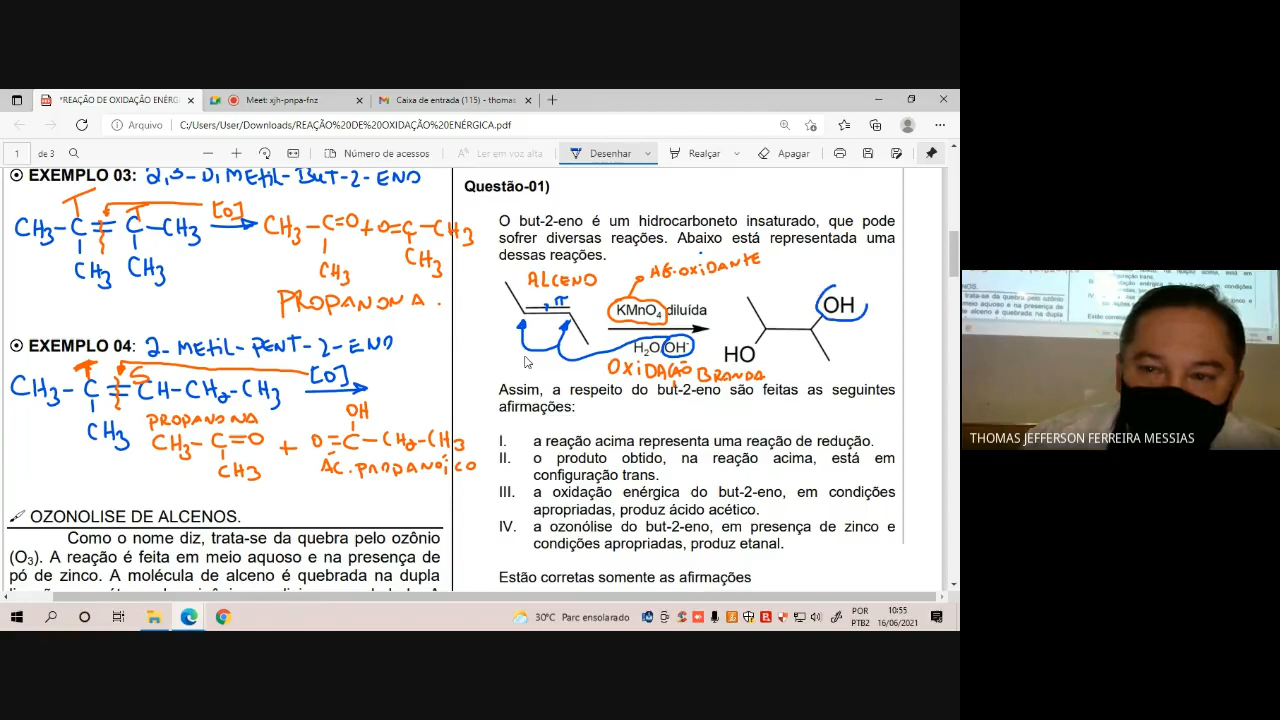 *REAÇÃO DE OXIDAÇÃO ENÉRG
Meet: xjh-pnpa-fnz
Caixa de entrada (115) - thomas
Arquivo
C:/Users/User/Downloads/REAÇÃO%20DE%20OXIDAÇÃO%20ENÉRGICA.pdf
1
de 3
Número de acessos
Ler em voz alta
Desenhar
Realçar
Apagar
EXEMPLO 03: 2,3-DIMETIL-BUT-2-ENO
CH3-C=C-CH3 [O] CH3-C=O+O=C-CH3
CH3 CH3 CH3 CH3
PROPANONA.
EXEMPLO 04: 2-METIL-PENT-2-ENO
CH3-C=CH-CH2-CH3 [O]
CH3
PROPANONA OH
CH3-C=O + O=C-CH2-CH3
CH3 ÁC. PROPANÓICO
OZONOLISE DE ALCENOS.
Como o nome diz, trata-se da quebra pelo ozônio
(O3). A reação é feita em meio aquoso e na presença de
pó de zinco. A molécula de alceno é quebrada na dupla
Questão-01)
O but-2-eno é um hidrocarboneto insaturado, que pode
sofrer diversas reações. Abaixo está representada uma
dessas reações.
AG. OXIDANTE
ALCENO
π
KMnO4 diluída
OH
H2O/OH-
HO
OXIDAÇÃO BRANDA
Assim, a respeito do but-2-eno são feitas as seguintes
afirmações:
I. a reação acima representa uma reação de redução.
II. o produto obtido, na reação acima, está em
configuração trans.
III. a oxidação enérgica do but-2-eno, em condições
apropriadas, produz ácido acético.
IV. a ozonólise do but-2-eno, em presença de zinco e
condições apropriadas, produz etanal.
Estão corretas somente as afirmações
THOMAS JEFFERSON FERREIRA MESSIAS
30°C Parc ensolarado
POR
PTB2
10:55
16/06/2021